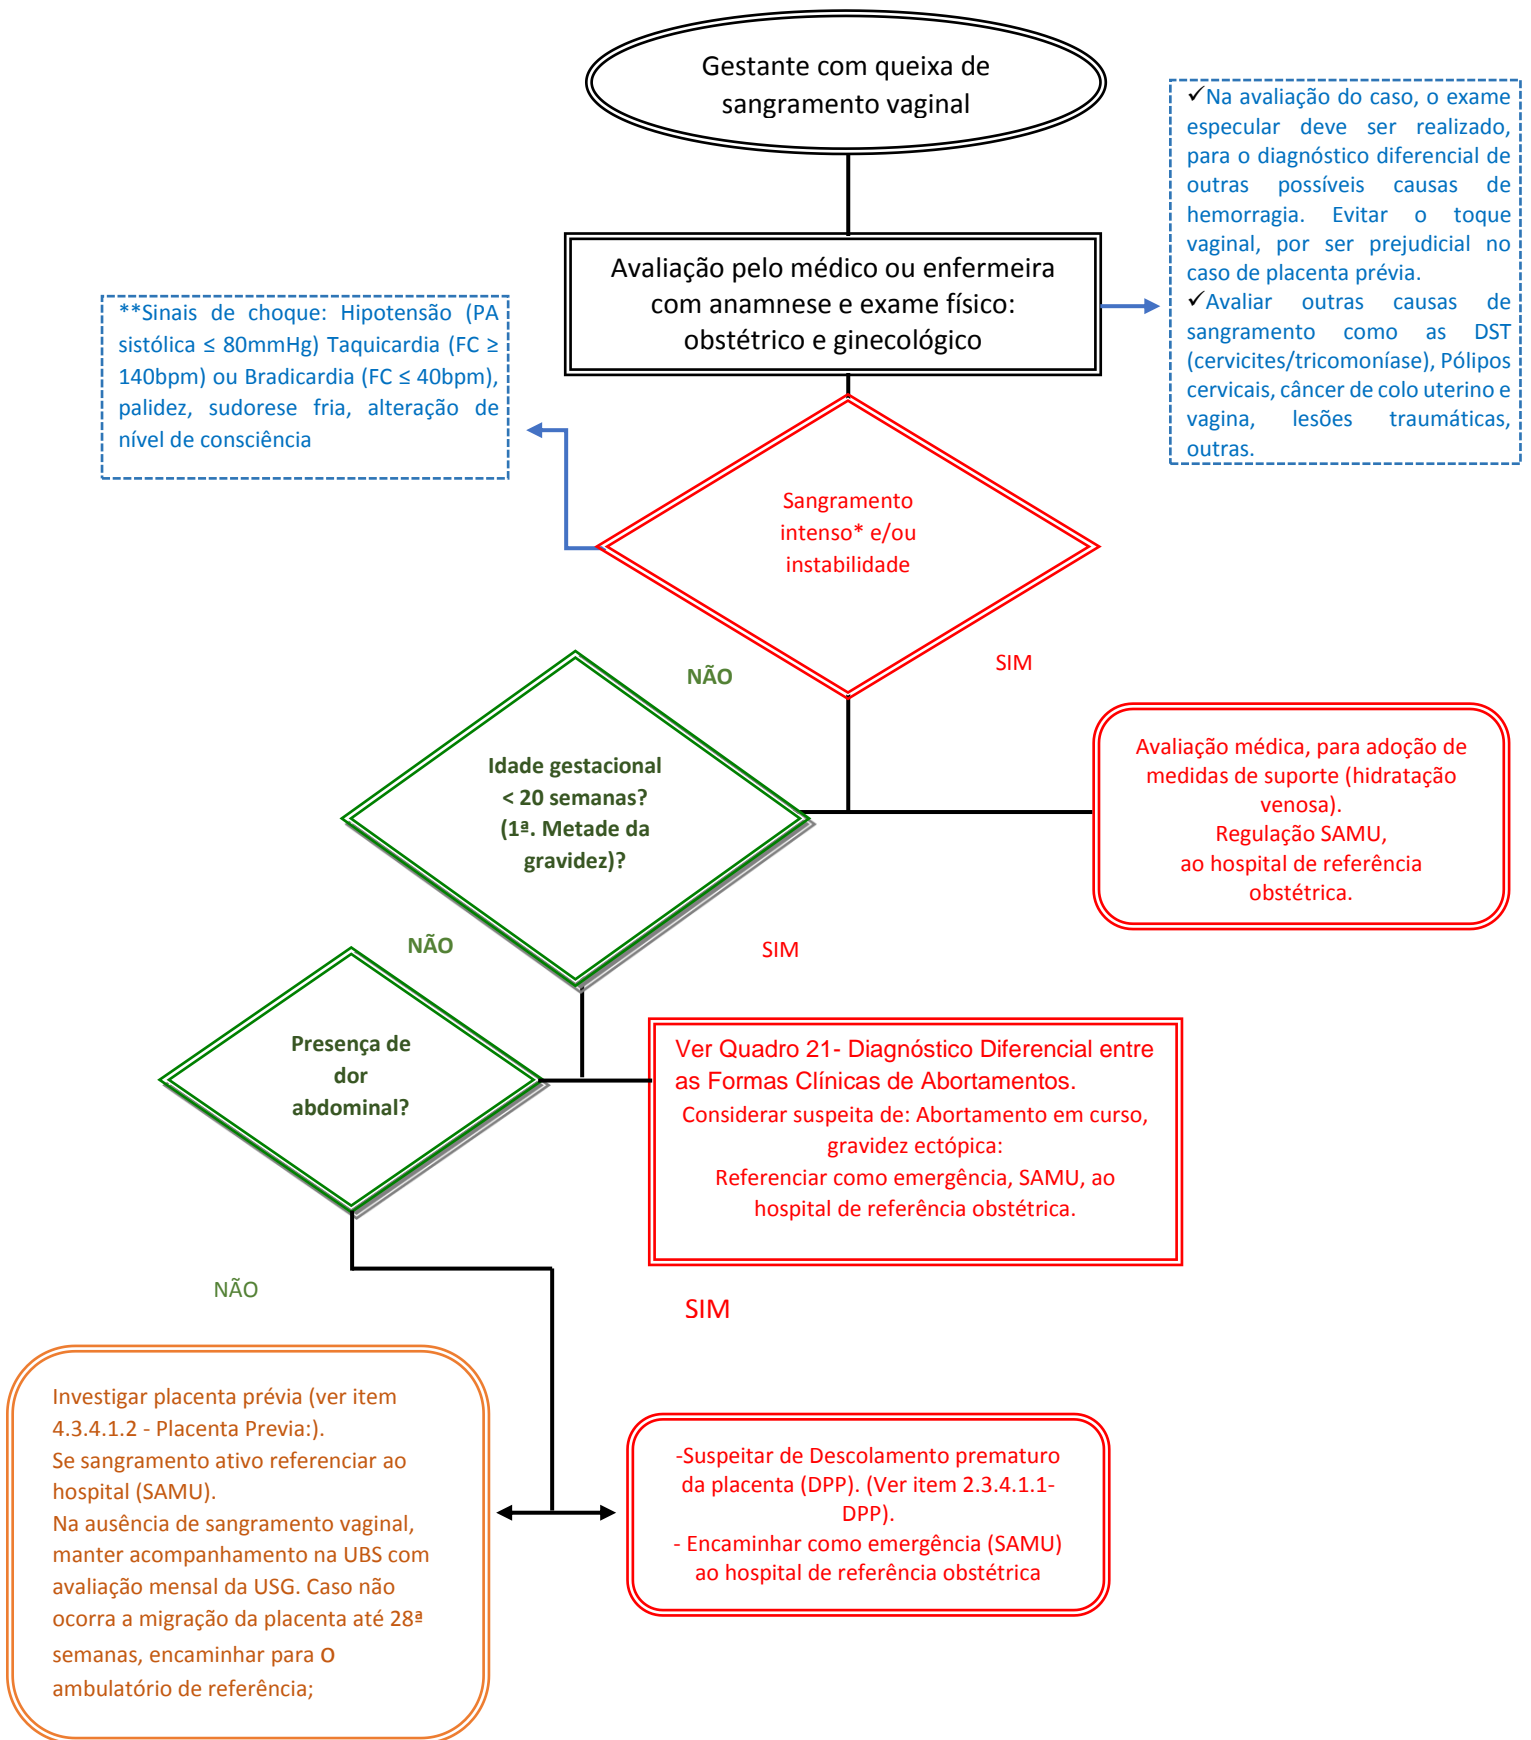 Gestante com queixa de
sangramento vaginal
✓Na avaliação do caso, o exame
especular deve ser realizado,
para o diagnóstico diferencial de
outras possíveis causas de
hemorragia. Evitar o toque
vaginal, por ser prejudicial no
caso de placenta prévia.
✓Avaliar outras causas de
sangramento como as DST
(cervicites/tricomoníase), Pólipos
cervicais, câncer de colo uterino e
vagina, lesões traumáticas,
outras.
Avaliação pelo médico ou enfermeira
com anamnese e exame físico:
obstétrico e ginecológico
**Sinais de choque: Hipotensão (PA
sistólica ≤ 80mmHg) Taquicardia (FC ≥
140bpm) ou Bradicardia (FC ≤ 40bpm),
palidez, sudorese fria, alteração de
nível de consciência
Sangramento
intenso* e/ou
instabilidade
NÃO
SIM
Idade gestacional
< 20 semanas?
(1ª. Metade da
gravidez)?
Avaliação médica, para adoção de
medidas de suporte (hidratação
venosa).
Regulação SAMU,
ao hospital de referência
obstétrica.
NÃO
SIM
Presença de
dor
abdominal?
Ver Quadro 21- Diagnóstico Diferencial entre
as Formas Clínicas de Abortamentos.
Considerar suspeita de: Abortamento em curso,
gravidez ectópica:
Referenciar como emergência, SAMU, ao
hospital de referência obstétrica.
NÃO
SIM
Investigar placenta prévia (ver item
4.3.4.1.2 - Placenta Previa:).
Se sangramento ativo referenciar ao
hospital (SAMU).
Na ausência de sangramento vaginal,
manter acompanhamento na UBS com
avaliação mensal da USG. Caso não
ocorra a migração da placenta até 28ª
semanas, encaminhar para o
ambulatório de referência;
-Suspeitar de Descolamento prematuro
da placenta (DPP). (Ver item 2.3.4.1.1-
DPP).
- Encaminhar como emergência (SAMU)
ao hospital de referência obstétrica